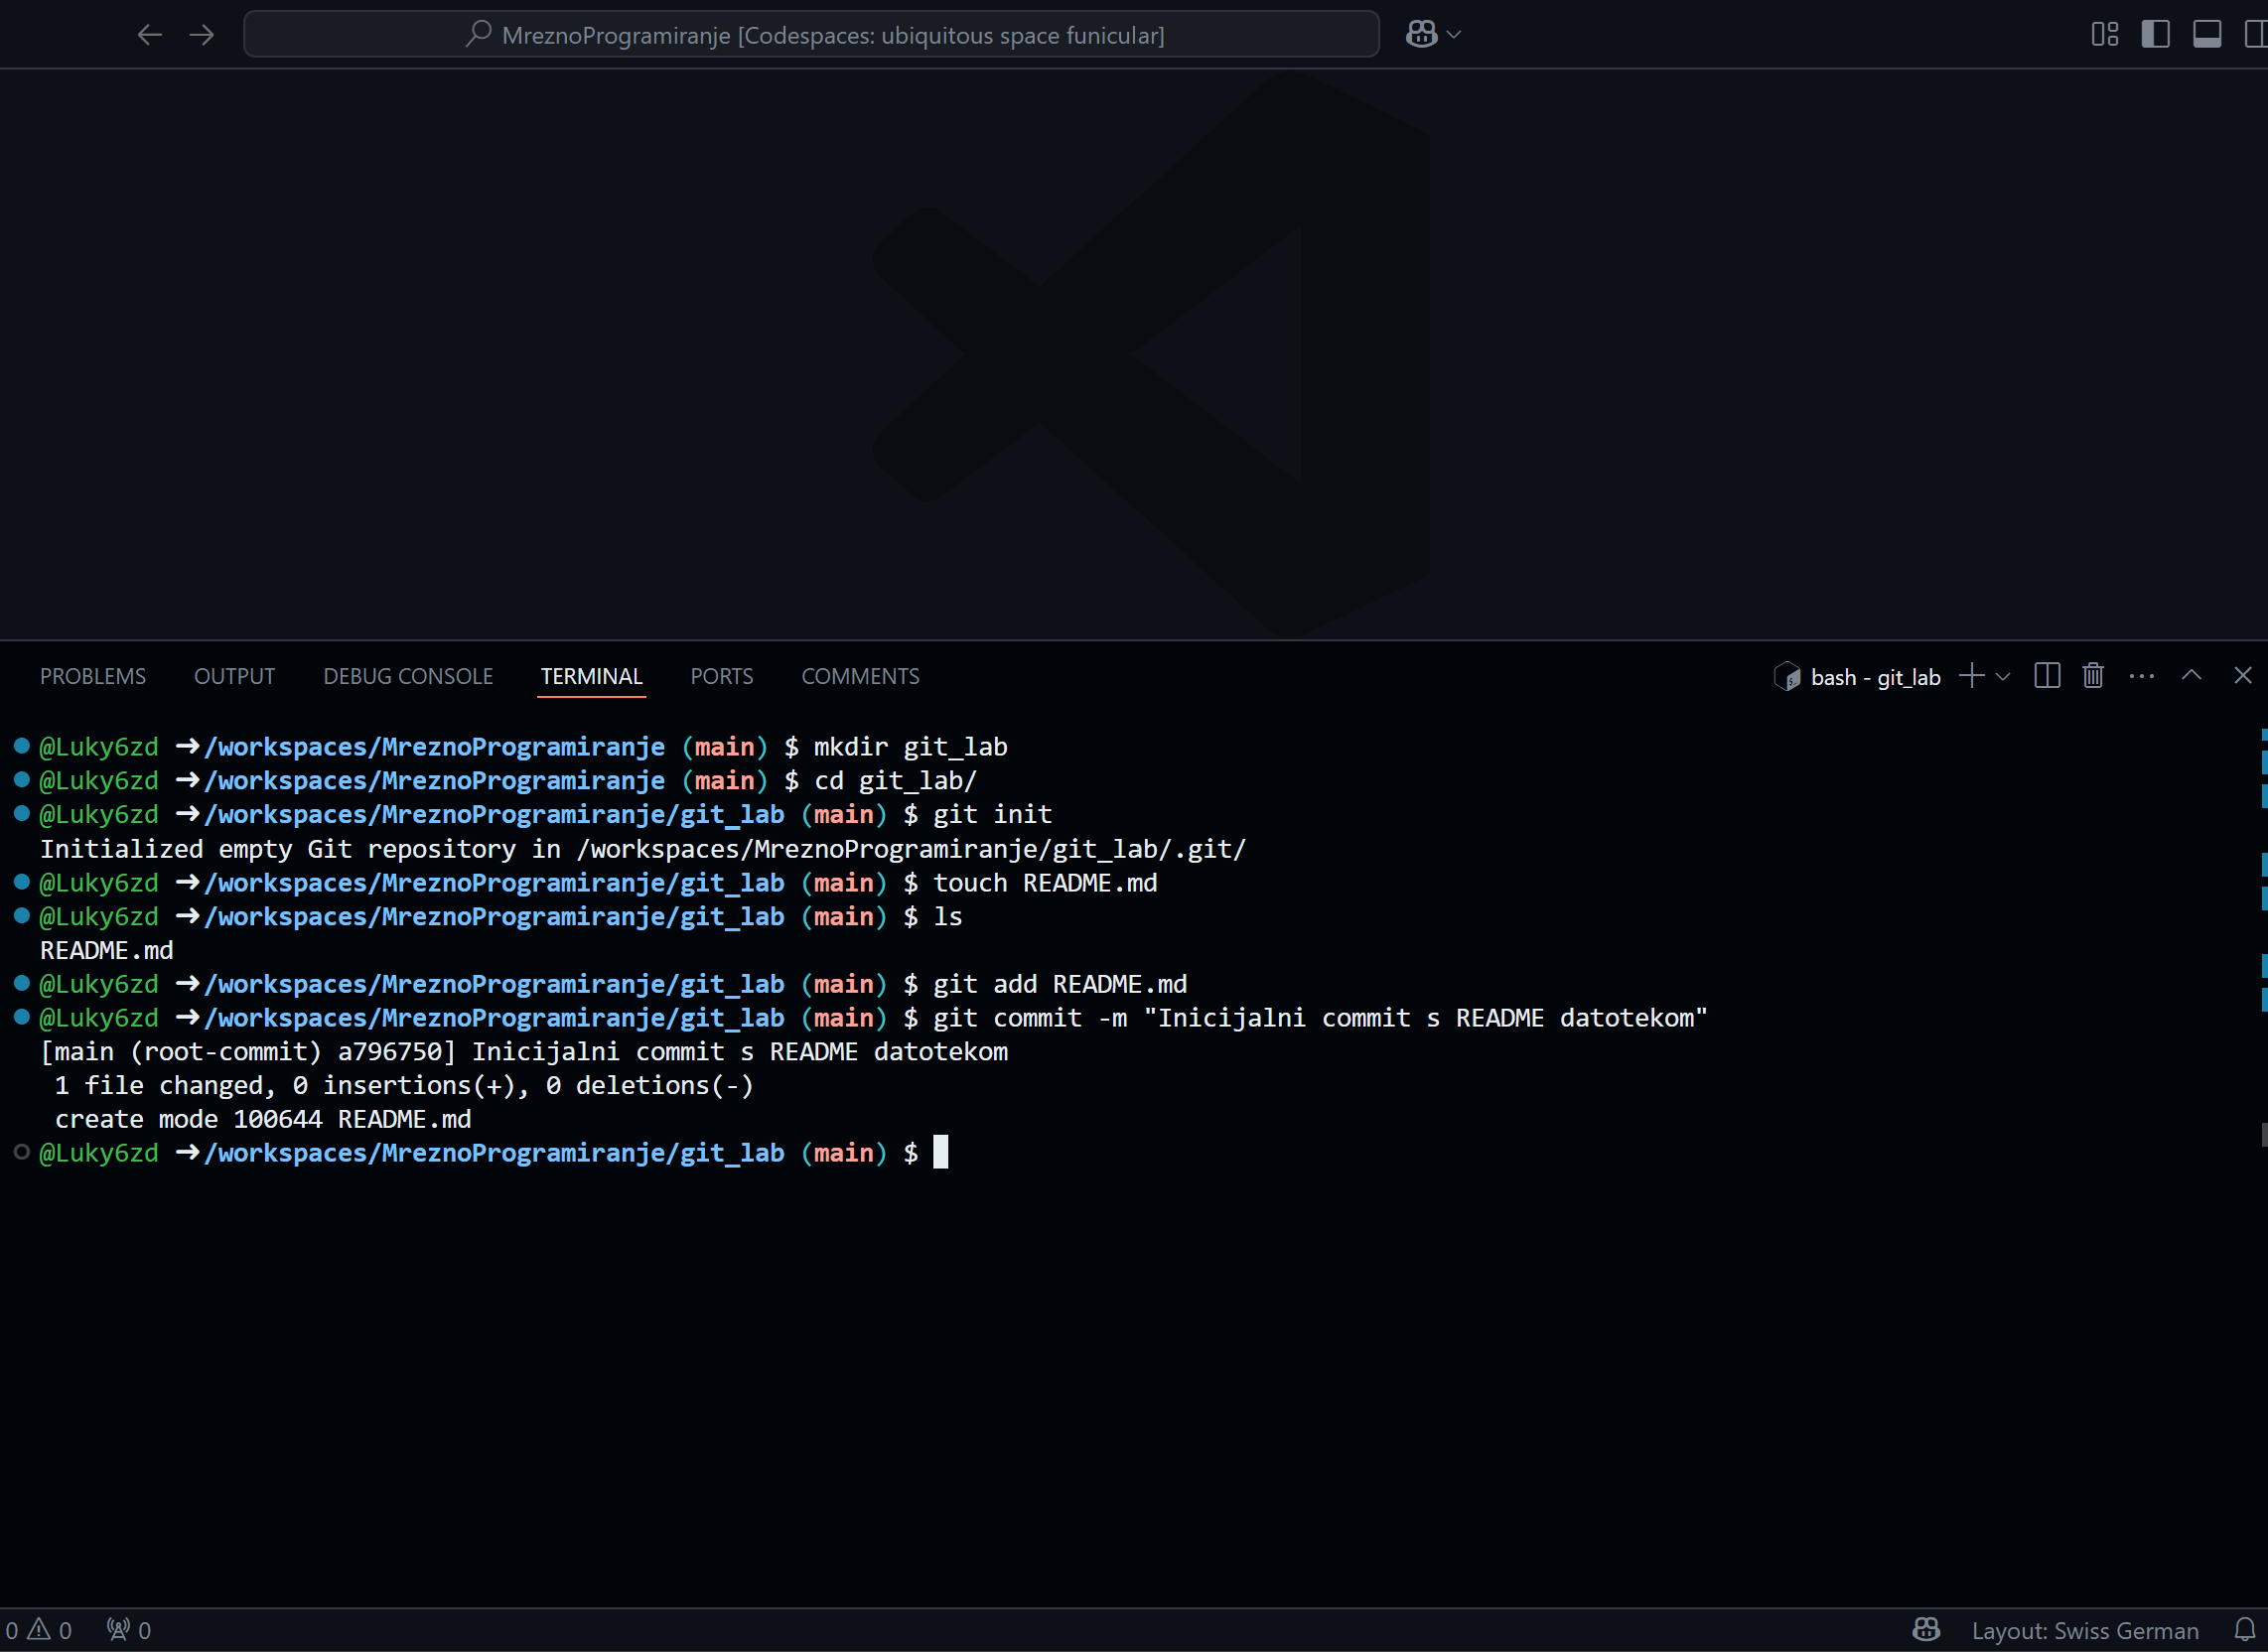 MreznoProgramiranje [Codespaces: ubiquitous space funicular]
PROBLEMS OUTPUT DEBUG CONSOLE TERMINAL PORTS COMMENTS bash - git_lab
@Luky6zd ➜ /workspaces/MreznoProgramiranje (main) $ mkdir git_lab
@Luky6zd ➜ /workspaces/MreznoProgramiranje (main) $ cd git_lab/
@Luky6zd ➜ /workspaces/MreznoProgramiranje/git_lab (main) $ git init
Initialized empty Git repository in /workspaces/MreznoProgramiranje/git_lab/.git/
@Luky6zd ➜ /workspaces/MreznoProgramiranje/git_lab (main) $ touch README.md
@Luky6zd ➜ /workspaces/MreznoProgramiranje/git_lab (main) $ ls
README.md
@Luky6zd ➜ /workspaces/MreznoProgramiranje/git_lab (main) $ git add README.md
@Luky6zd ➜ /workspaces/MreznoProgramiranje/git_lab (main) $ git commit -m "Inicijalni commit s README datotekom"
[main (root-commit) a796750] Inicijalni commit s README datotekom
 1 file changed, 0 insertions(+), 0 deletions(-)
 create mode 100644 README.md
@Luky6zd ➜ /workspaces/MreznoProgramiranje/git_lab (main) $
0 0 0 Layout: Swiss German